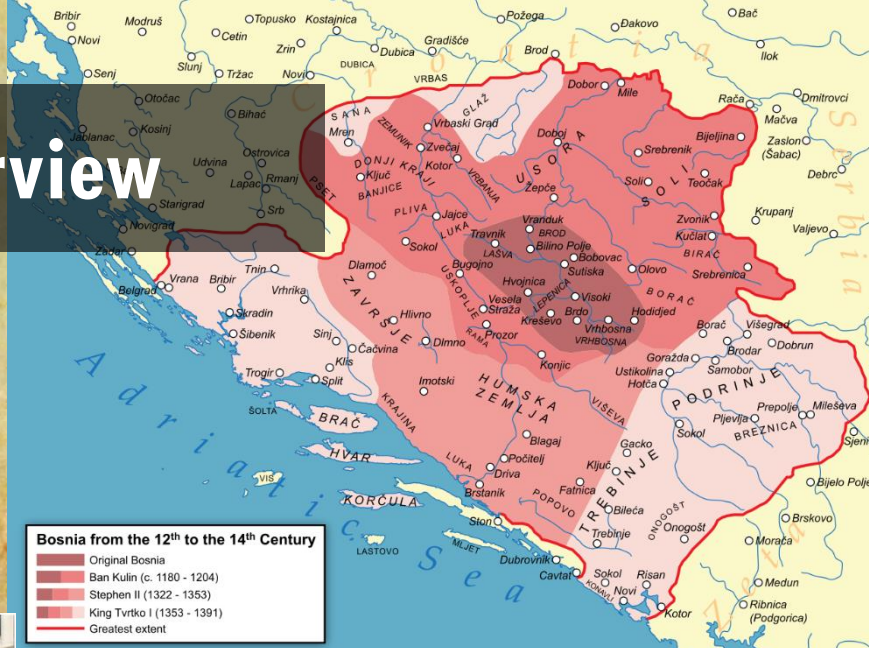 rview
Bribir
Modruš
Topusko
Kostajnica
Požega
Đakovo
Bač
Novi
Cetin
Zrin
Dubica
Gradišće
Brod
Ilok
Senj
Slunj
Tržac
Novi
DUBICA
VRBAS
Croatia
Otočac
Bihać
SANA
Mren
ZEMUNIK
Vrbaski Grad
GLAŽ
Dobor
Mile
Rača
Dmitrovci
Mačva
Jablanac
Kosinj
Ostrovica
Zvečaj
Kotor
Doboj
USORA
Srebrenik
Bijeljina
Zaslon
(Šabac)
Serbia
Udvina
Lapac
Rmanj
PSET
DONJI KRAJI
Ključ
BANJICE
VRBANJA
Žepče
Soli
SOLI
Teočak
Debrc
Starigrad
Srb
PLIVA
Jajce
Vranduk
BROD
Zvonik
Krupanj
Novigrad
LUKA
Travnik
LAŠVA
Bilino Polje
Kučlat
Valjevo
Zadar
Sokol
Bobovac
Sutiska
BIRAČ
Tnin
Dlamoč
Bugojno
USKOPLJE
Olovo
Srebrenica
Belgrad
Vrana
Bribir
Vrhrika
ZAVRŠJE
Hvojnica
LEPENICA
Visoki
BORAČ
Vesela
Straža
Skradin
Hlivno
Kreševo
Brdo
Hodidjed
Šibenik
Sinj
Čačvina
Dlmno
RAMA
Prozor
Vrhbosna
VRHBOSNA
Borač
Višegrad
Klis
Konjic
Goražda
Brodar
Dobrun
Trogir
Split
Imotski
Ustikolina
Samobor
Hotča
HUMSKA
ZEMLJA
PODRINJE
ŠOLTA
BRAČ
KRAJINA
VIŠEVA
Prepolje
Mileševa
Pljevlja
BREZNICA
Sokol
Sjeni
HVAR
Blagaj
Gacko
LUKA
Počitelj
Ključ
Driva
VIS
Brstanik
Fatnica
TREBINJE
Bijelo Polje
KORČULA
POPOVO
Bileća
ONOGOŠT
Onogošt
Brskovo
Ston
Trebinje
Morača
LASTOVO
MLJET
Dubrovnik
Zeta
Cavtat
Sokol
Risan
Medun
KONAVLI
Novi
Kotor
Ribnica
(Podgorica)
Adriatic Sea
Bosnia from the 12th to the 14th Century
Original Bosnia
Ban Kulin (c. 1180 - 1204)
Stephen II (1322 - 1353)
King Tvrtko I (1353 - 1391)
Greatest extent